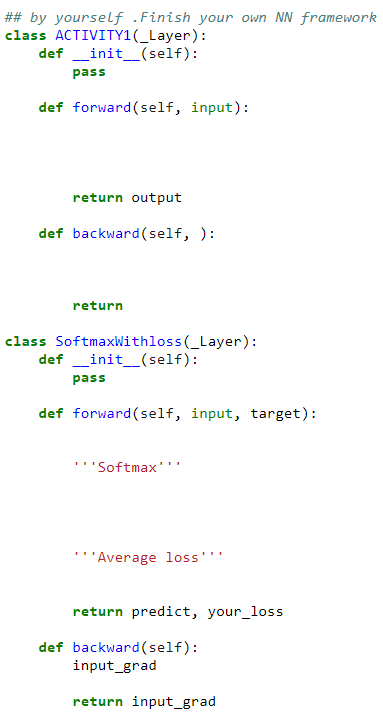 ## by yourself .Finish your own NN framework
class ACTIVITY1(_Layer):
    def __init__(self):
        pass
    def forward(self, input):
        return output
    def backward(self, ):
        return
class SoftmaxWithloss(_Layer):
    def __init__(self):
        pass
    def forward(self, input, target):
        '''Softmax'''
        '''Average loss'''
        return predict, your_loss
    def backward(self):
        input_grad
        return input_grad